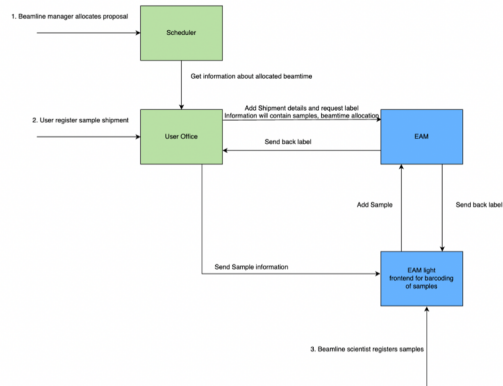 1. Beamline manager allocates proposal
Scheduler
Get information about allocated beamtime
2. User register sample shipment
User Office
Add Shipment details and request label
Information will contain samples, beamtime allocation
EAM
Send back label
Add Sample
Send back label
Send Sample information
EAM light
frontend for barcoding
of samples
3. Beamline scientist registers samples